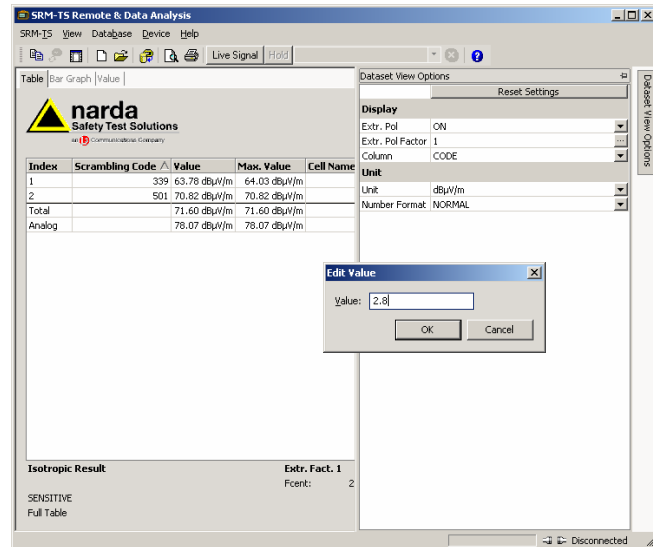 SRM-TS Remote & Data Analysis
SRM-TS View Database Device Help
Live Signal Hold
Table Bar Graph Value
Dataset View Options
Dataset View Options
Reset Settings
narda
Safety Test Solutions
an L3 Communications Company
Display
Extr. Pol ON
Extr. Pol Factor 1
Column CODE
Unit
Unit dBµV/m
Number Format NORMAL
Index Scrambling Code Value Max. Value Cell Name
1 339 63.78 dBµV/m 64.03 dBµV/m
2 501 70.82 dBµV/m 70.82 dBµV/m
Total 71.60 dBµV/m 71.60 dBµV/m
Analog 78.07 dBµV/m 78.07 dBµV/m
Edit Value
Value: 2.8
OK Cancel
Isotropic Result Extr. Fact. 1
Fcent: 2
SENSITIVE
Full Table
Disconnected